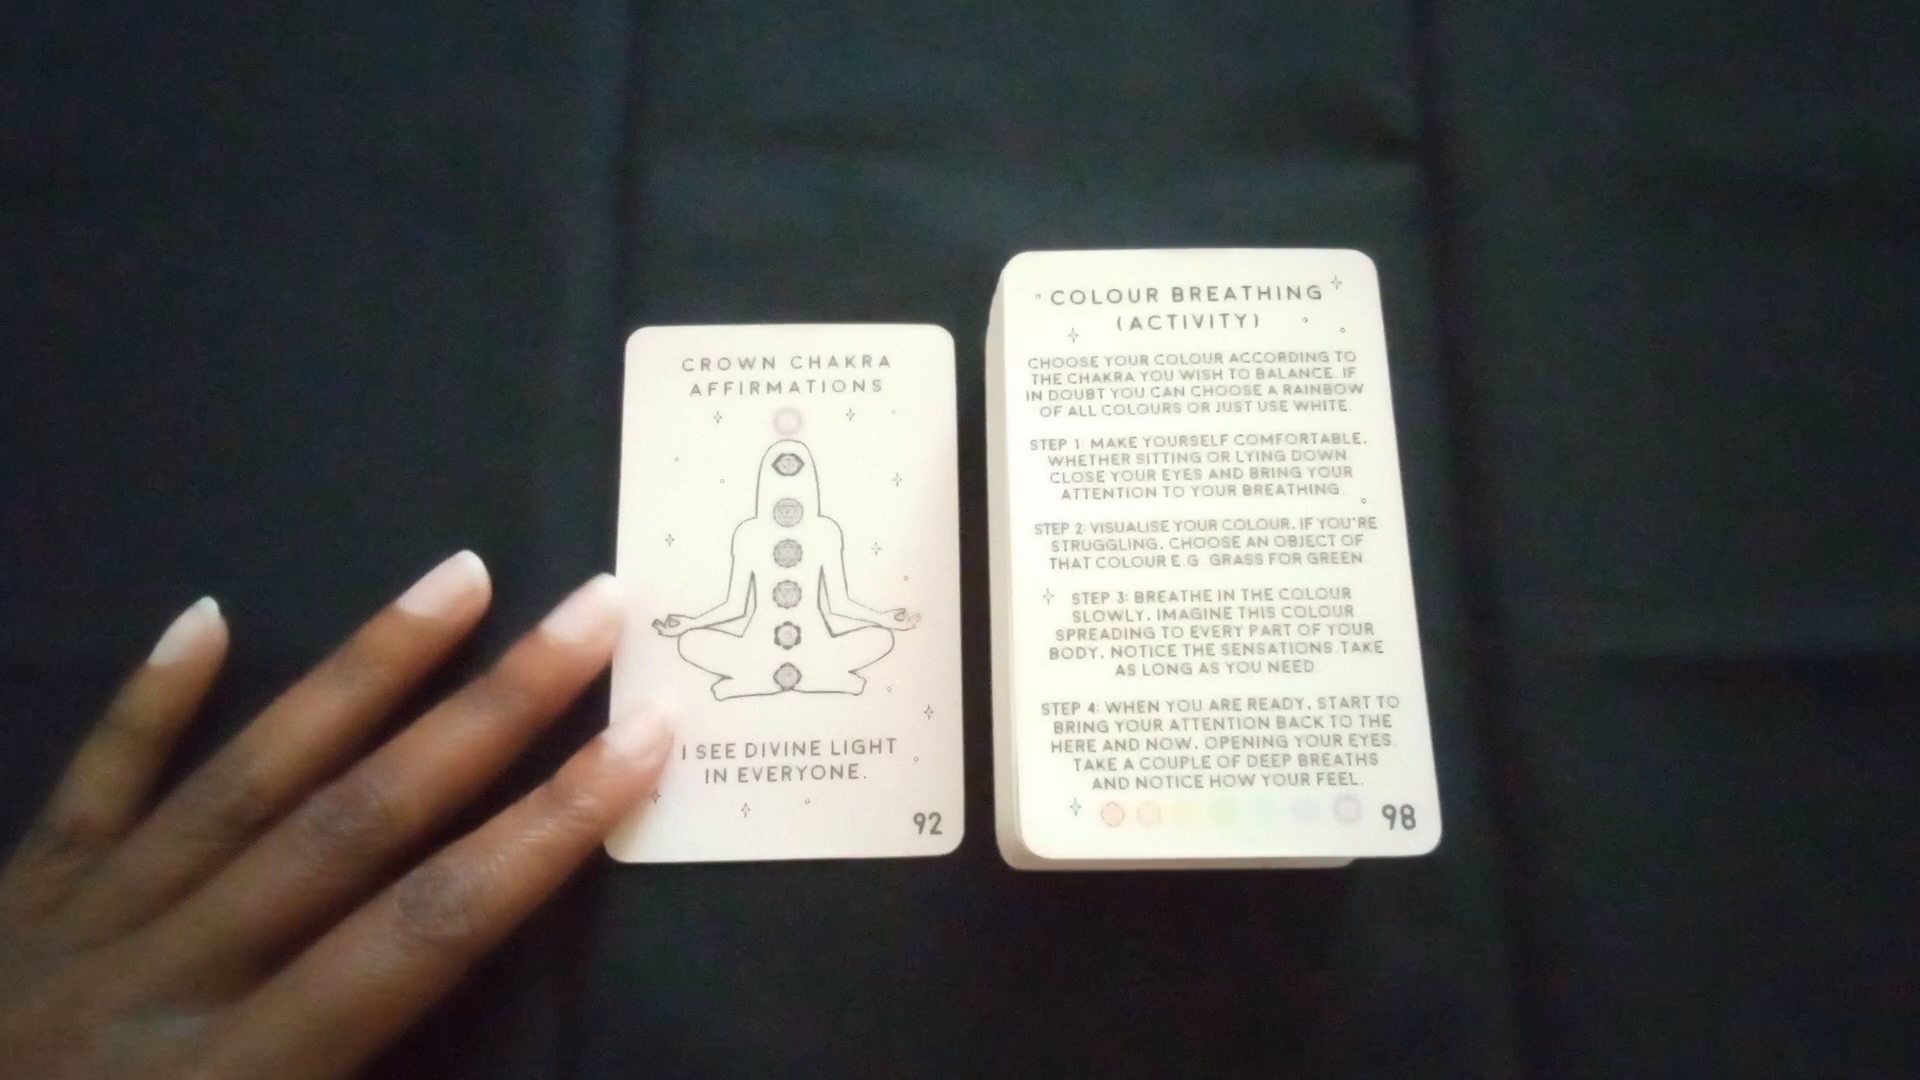 CROWN CHAKRA
AFFIRMATIONS
I SEE DIVINE LIGHT
IN EVERYONE.
92
COLOUR BREATHING
(ACTIVITY)
CHOOSE YOUR COLOUR ACCORDING TO
THE CHAKRA YOU WISH TO BALANCE. IF
IN DOUBT YOU CAN CHOOSE A RAINBOW
OF ALL COLOURS OR JUST USE WHITE.
STEP 1: MAKE YOURSELF COMFORTABLE,
WHETHER SITTING OR LYING DOWN
CLOSE YOUR EYES AND BRING YOUR
ATTENTION TO YOUR BREATHING.
STEP 2: VISUALISE YOUR COLOUR. IF YOU'RE
STRUGGLING, CHOOSE AN OBJECT OF
THAT COLOUR E.G. GRASS FOR GREEN.
STEP 3: BREATHE IN THE COLOUR
SLOWLY. IMAGINE THIS COLOUR
SPREADING TO EVERY PART OF YOUR
BODY. NOTICE THE SENSATIONS. TAKE
AS LONG AS YOU NEED.
STEP 4: WHEN YOU ARE READY, START TO
BRING YOUR ATTENTION BACK TO THE
HERE AND NOW, OPENING YOUR EYES.
TAKE A COUPLE OF DEEP BREATHS
AND NOTICE HOW YOUR FEEL.
98